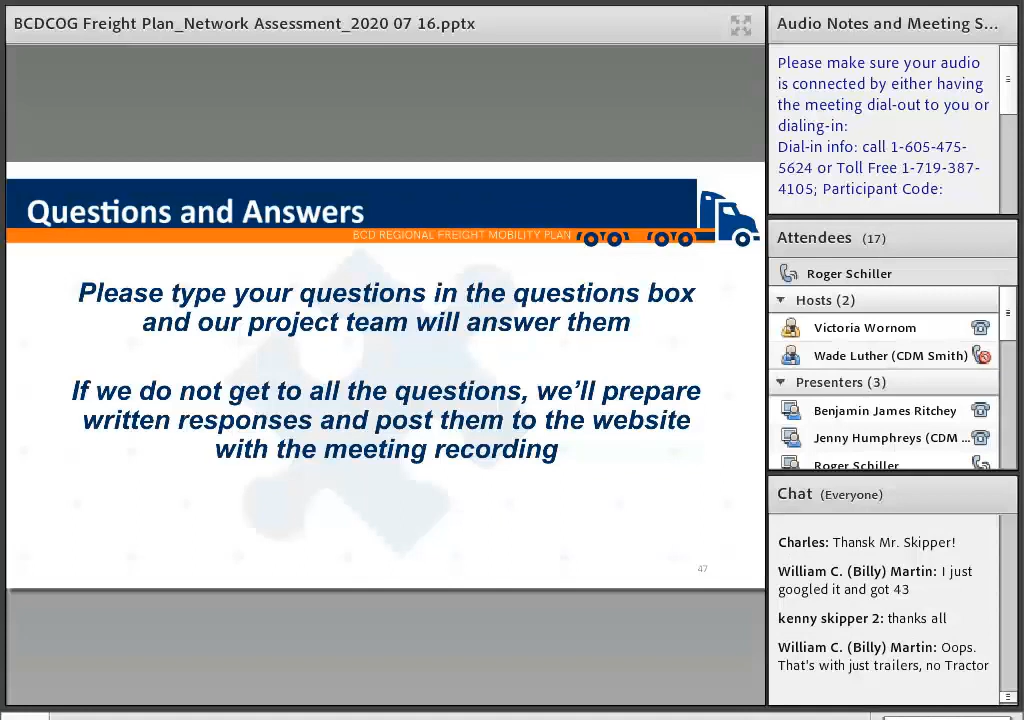 BCDCOG Freight Plan_Network Assessment_2020 07 16.pptx
Questions and Answers
BCD REGIONAL FREIGHT MOBILITY PLAN
Please type your questions in the questions box
and our project team will answer them
If we do not get to all the questions, we’ll prepare
written responses and post them to the website
with the meeting recording
47
Audio Notes and Meeting S...
Please make sure your audio
is connected by either having
the meeting dial-out to you or
dialing-in:
Dial-in info: call 1-605-475-
5624 or Toll Free 1-719-387-
4105; Participant Code:
Attendees (17)
Roger Schiller
Hosts (2)
Victoria Wornom
Wade Luther (CDM Smith)
Presenters (3)
Benjamin James Ritchey
Jenny Humphreys (CDM ...
Roger Schiller
Chat (Everyone)
Charles: Thansk Mr. Skipper!
William C. (Billy) Martin: I just
googled it and got 43
kenny skipper 2: thanks all
William C. (Billy) Martin: Oops.
That's with just trailers, no Tractor